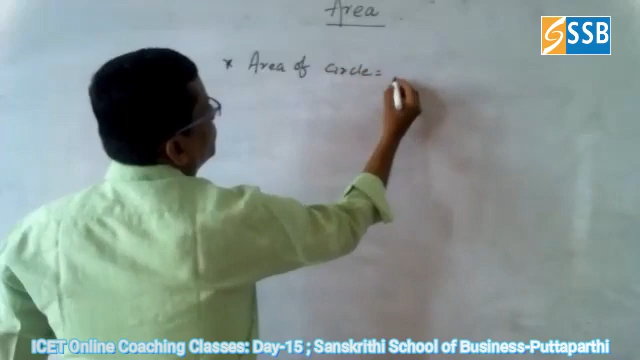 Area
SSB
* Area of circle =
ICET Online Coaching Classes: Day-15 ; Sanskrithi School of Business-Puttaparthi